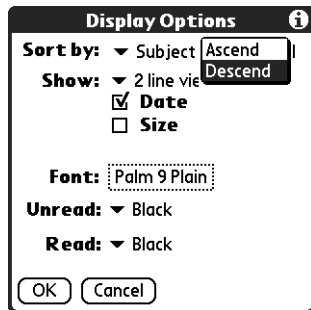 Display Options
Sort by: Subject Ascend
Descend
Show: 2 line vie
Date
Size
Font: Palm 9 Plain
Unread: Black
Read: Black
OK Cancel